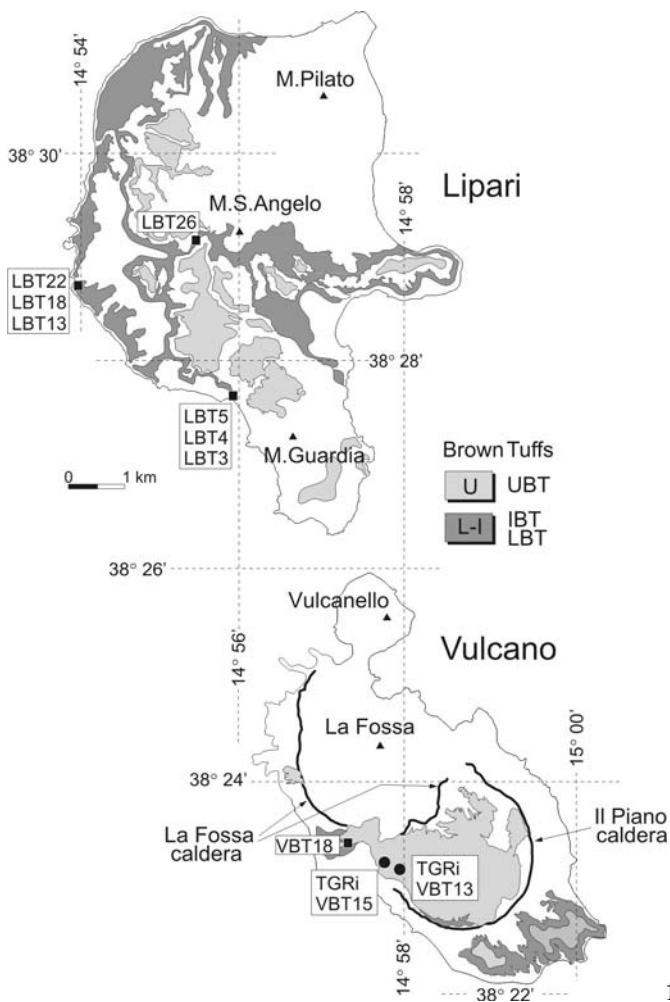 14° 54'
M.Pilato
38° 30'
Lipari
14° 58'
M.S.Angelo
LBT26
LBT22
LBT18
LBT13
38° 28'
LBT5
LBT4
LBT3
M.Guardia
0 1 km
Brown Tuffs
U UBT
L-I IBT
LBT
38° 26'
Vulcanello
14° 56'
Vulcano
La Fossa
15° 00'
38° 24'
La Fossa
caldera
Il Piano
caldera
VBT18
TGRi
VBT13
TGRi
VBT15
14° 58'
38° 22'